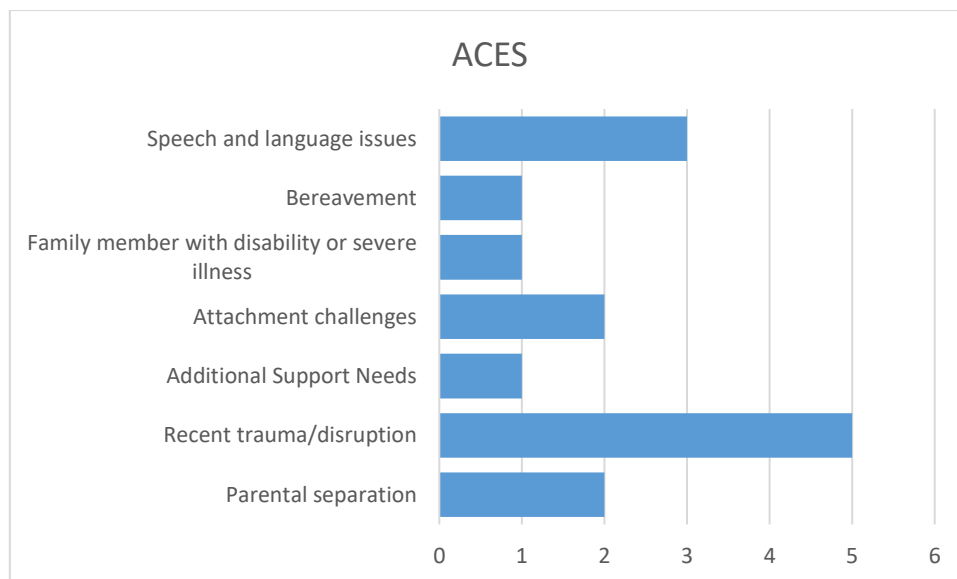 ACES
Speech and language issues
Bereavement
Family member with disability or severe
illness
Attachment challenges
Additional Support Needs
Recent trauma/disruption
Parental separation
0 1 2 3 4 5 6